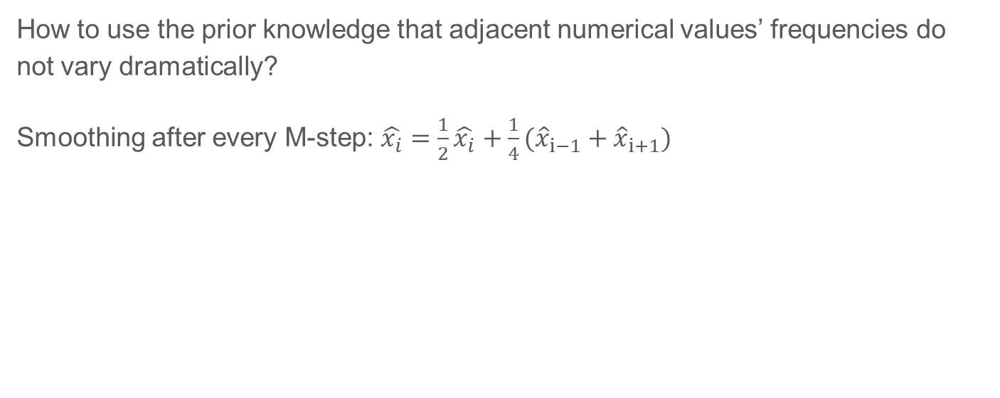 How to use the prior knowledge that adjacent numerical values’ frequencies do
not vary dramatically?
Smoothing after every M-step: $\widehat{x_i} = \frac{1}{2}\widehat{x_i} + \frac{1}{4}(\hat{x}_{\mathrm{i}-1} + \hat{x}_{\mathrm{i}+1})$